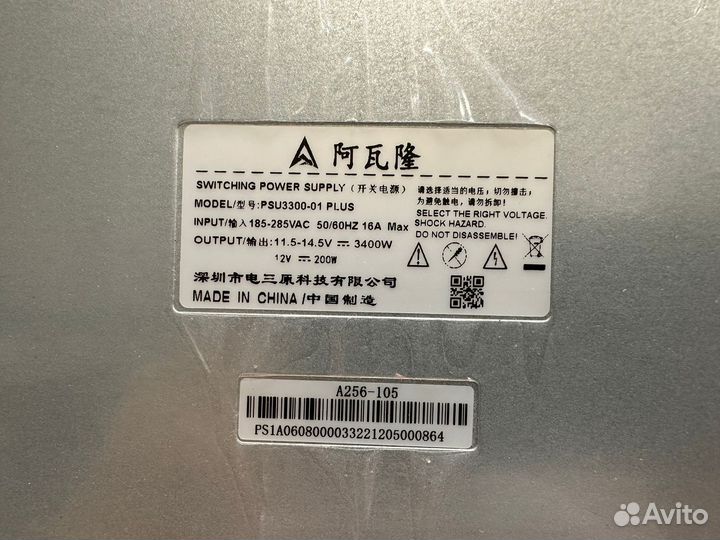 阿瓦隆
SWITCHING POWER SUPPLY (开关电源)
MODEL/型号:PSU3300-01 PLUS
INPUT/输入185-285VAC 50/60HZ 16A Max
OUTPUT/输出:11.5-14.5V ⎓ 3400W
12V ⎓ 200W
请选择适当的电压，切勿撞击，
为避免触电，请勿拆卸!
SELECT THE RIGHT VOLTAGE.
SHOCK HAZARD.
DO NOT DISASSEMBLE!
深圳市电三原科技有限公司
MADE IN CHINA/中国制造
A256-105
PS1A0608000033221205000864
Avito